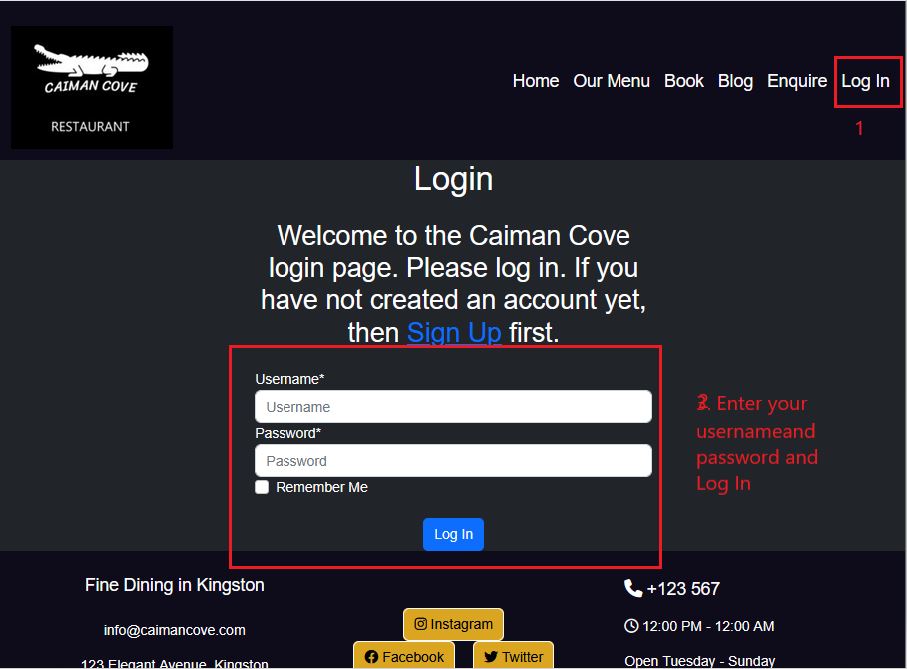 CAIMAN COVE
RESTAURANT
Home Our Menu Book Blog Enquire Log In
1
Login
Welcome to the Caiman Cove
login page. Please log in. If you
have not created an account yet,
then Sign Up first.
Username*
Username
Password*
Password
Remember Me
Log In
Enter your
usernameand
password and
Log In
Fine Dining in Kingston
info@caimancove.com
123 Elegant Avenue, Kingston
Instagram
Facebook
Twitter
+123 567
12:00 PM - 12:00 AM
Open Tuesday - Sunday